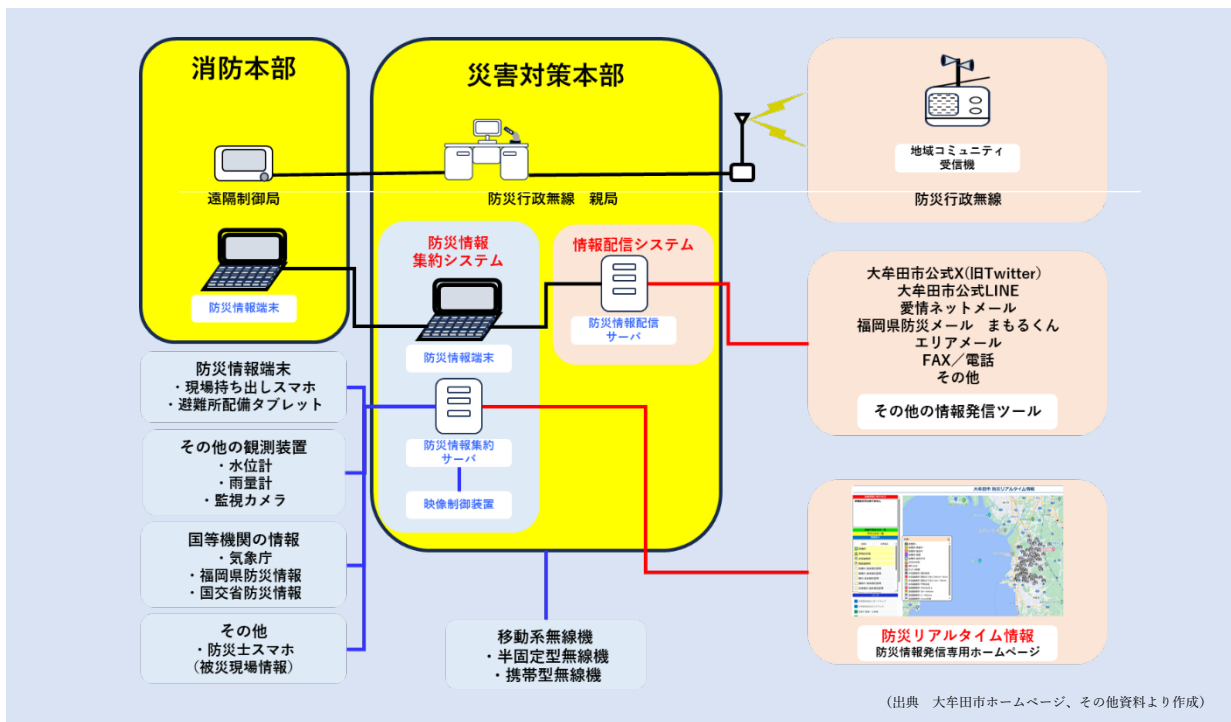 消防本部
遠隔制御局
防災情報端末
災害対策本部
防災行政無線 親局
防災情報
集約システム
防災情報端末
防災情報集約
サーバ
映像制御装置
情報配信システム
防災情報配信
サーバ
地域コミュニティ
受信機
防災行政無線
大牟田市公式X(旧Twitter)
大牟田市公式LINE
愛情ネットメール
福岡県防災メール まもるくん
エリアメール
FAX／電話
その他
その他の情報発信ツール
防災情報端末
・現場持ち出しスマホ
・避難所配備タブレット
その他の観測装置
・水位計
・雨量計
・監視カメラ
国等機関の情報
・気象庁
・福岡県防災情報
・国交省防災情報
その他
・防災士スマホ
(被災現場情報)
移動系無線機
・半固定型無線機
・携帯型無線機
大牟田市 防災リアルタイム情報
防災リアルタイム情報
防災情報発信専用ホームページ
（出典 大牟田市ホームページ、その他資料より作成）